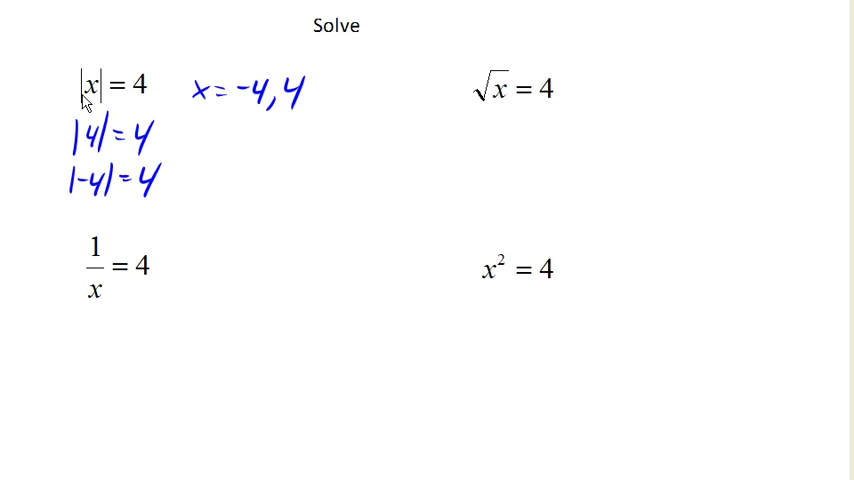 Solve
|x| = 4 x = -4, 4
|4| = 4
|-4| = 4
√x = 4
1/x = 4
x² = 4